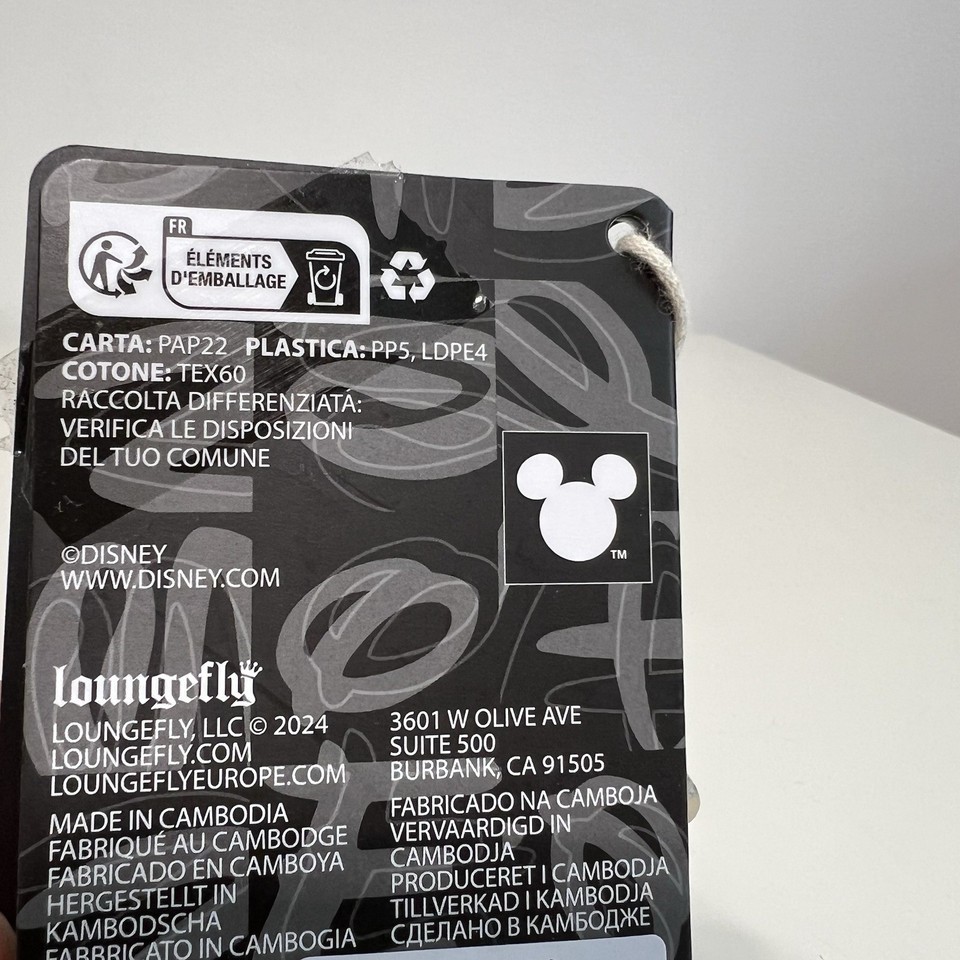 FR
ÉLÉMENTS
D'EMBALLAGE
CARTA: PAP22 PLASTICA: PP5, LDPE4
COTONE: TEX60
RACCOLTA DIFFERENZIATA:
VERIFICA LE DISPOSIZIONI
DEL TUO COMUNE
TM
©DISNEY
WWW.DISNEY.COM
loungefly
LOUNGEFLY, LLC © 2024
LOUNGEFLY.COM
LOUNGEFLYEUROPE.COM
MADE IN CAMBODIA
FABRIQUÉ AU CAMBODGE
FABRICADO EN CAMBOYA
HERGESTELLT IN
KAMBODSCHA
FABBRICATO IN CAMBOGIA
3601 W OLIVE AVE
SUITE 500
BURBANK, CA 91505
FABRICADO NA CAMBOJA
VERVAARDIGD IN
CAMBODJA
PRODUCERET I CAMBODJA
TILLVERKAD I KAMBODJA
СДЕЛАНО В КАМБОДЖЕ